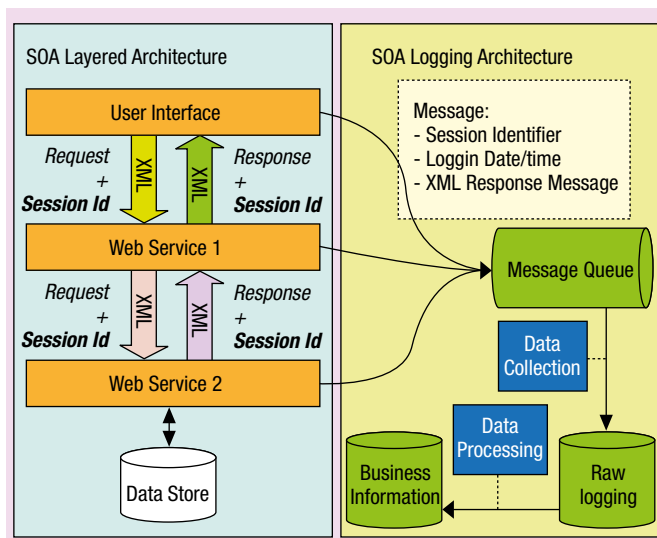 SOA Layered Architecture
User Interface
Request
+
Session Id
XML
XML
Response
+
Session Id
Web Service 1
Request
+
Session Id
XML
XML
Response
+
Session Id
Web Service 2
Data Store
SOA Logging Architecture
Message:
- Session Identifier
- Loggin Date/time
- XML Response Message
Message Queue
Data
Collection
Data
Processing
Business
Information
Raw
logging